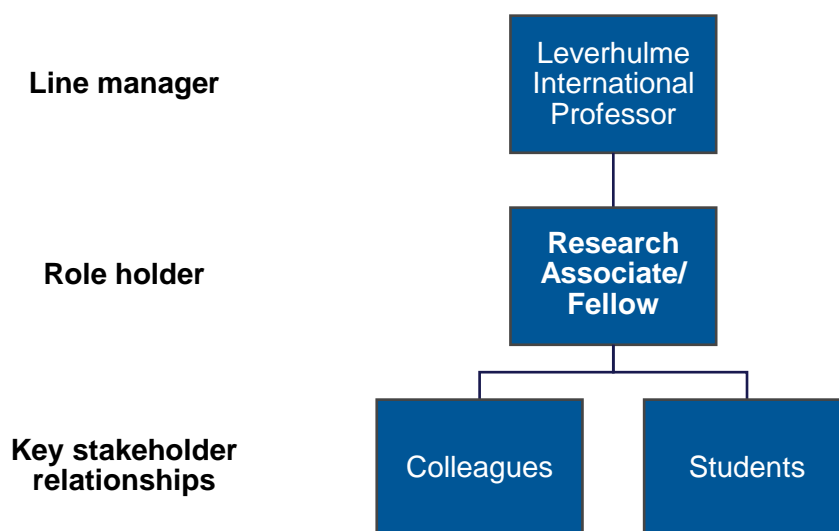 Line manager
Leverhulme
International
Professor
Role holder
Research
Associate/
Fellow
Key stakeholder
relationships
Colleagues
Students